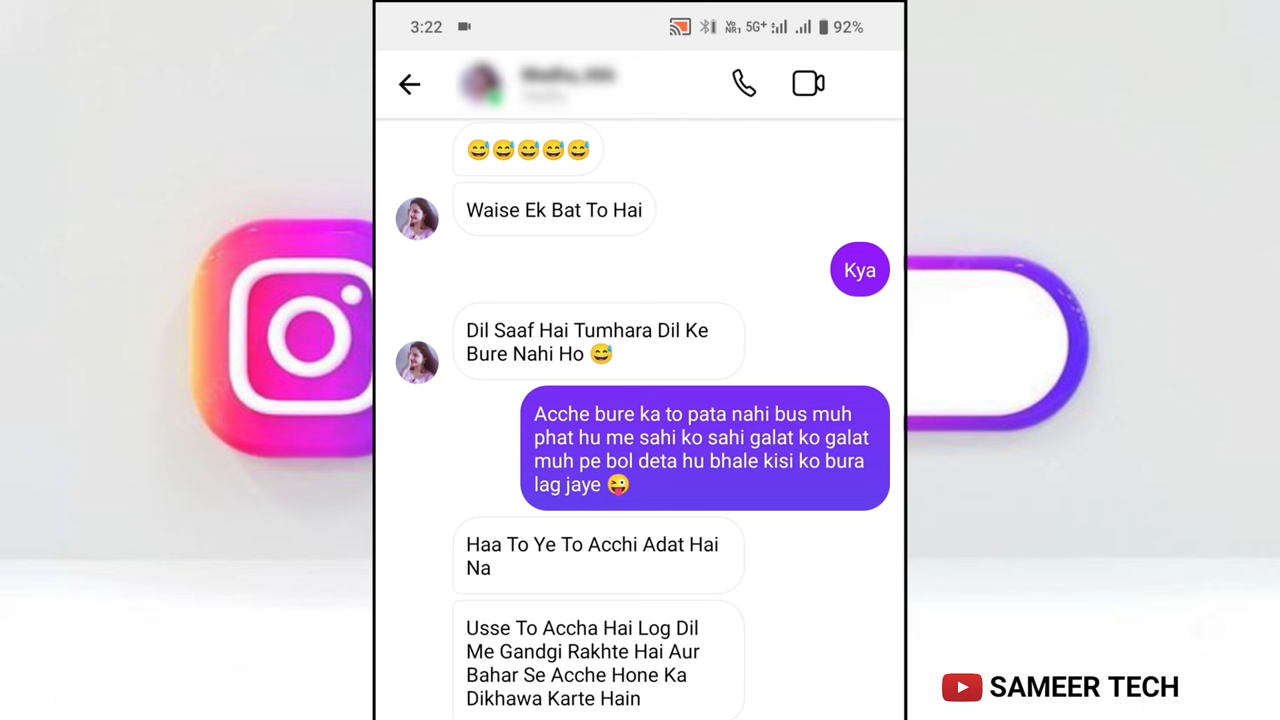 3:22
Vo
NR1
5G+
92%
😅😅😅😅😅
Waise Ek Bat To Hai
Kya
Dil Saaf Hai Tumhara Dil Ke
Bure Nahi Ho 😅
Acche bure ka to pata nahi bus muh
phat hu me sahi ko sahi galat ko galat
muh pe bol deta hu bhale kisi ko bura
lag jaye 😜
Haa To Ye To Acchi Adat Hai
Na
Usse To Accha Hai Log Dil
Me Gandgi Rakhte Hai Aur
Bahar Se Acche Hone Ka
Dikhawa Karte Hain
SAMEER TECH